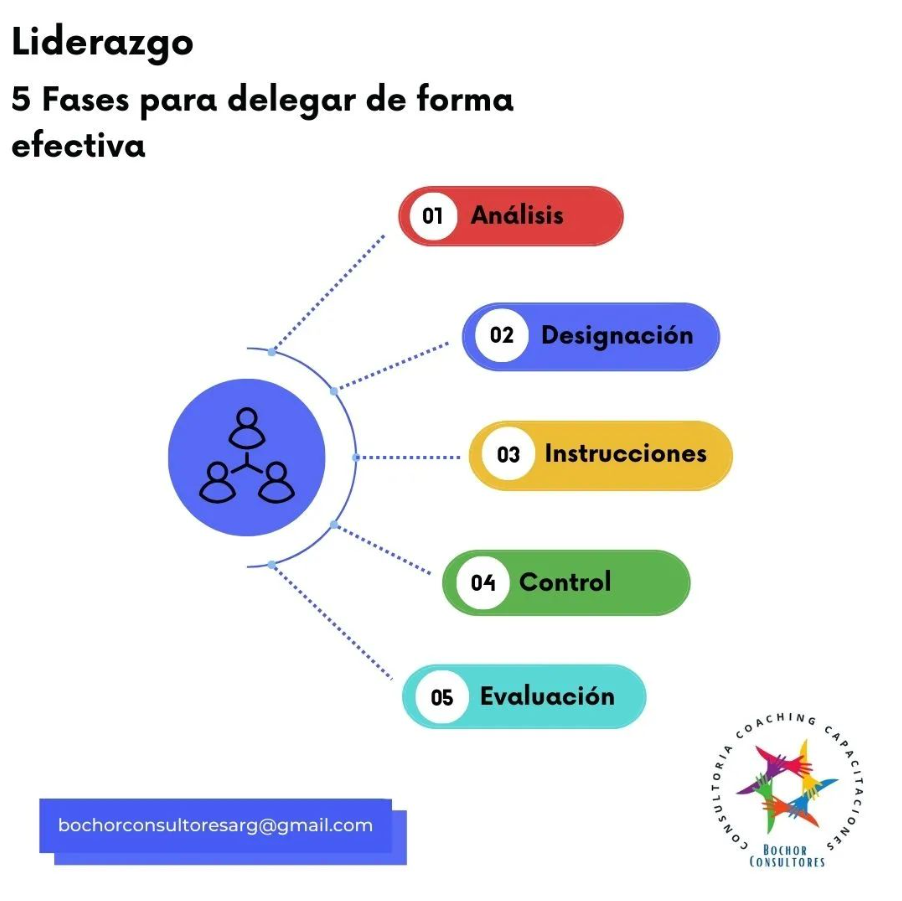 Liderazgo
5 Fases para delegar de forma
efectiva
01 Análisis
02 Designación
03 Instrucciones
04 Control
05 Evaluación
bochorconsultoresarg@gmail.com
CONSULTORIA COACHING CAPACITACIONES
BOCHOR
CONSULTORES